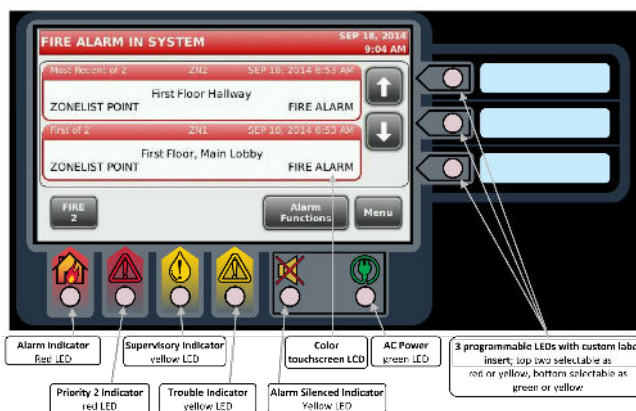 FIRE ALARM IN SYSTEM
SEP 18, 2014
9:04 AM
Most Recent of 2 ZN2 SEP 18, 2014 8:53 AM
First Floor Hallway
ZONELIST POINT FIRE ALARM
First of 2 ZN1 SEP 18, 2014 8:53 AM
First Floor, Main Lobby
ZONELIST POINT FIRE ALARM
FIRE
2
Alarm
Functions
Menu
Alarm Indicator
Red LED
Supervisory Indicator
yellow LED
Color
touchscreen LCD
AC Power
green LED
3 programmable LEDs with custom labe
insert; top two selectable as
red or yellow, bottom selectable as
green or yellow
Priority 2 Indicator
red LED
Trouble Indicator
yellow LED
Alarm Silenced Indicator
Yellow LED